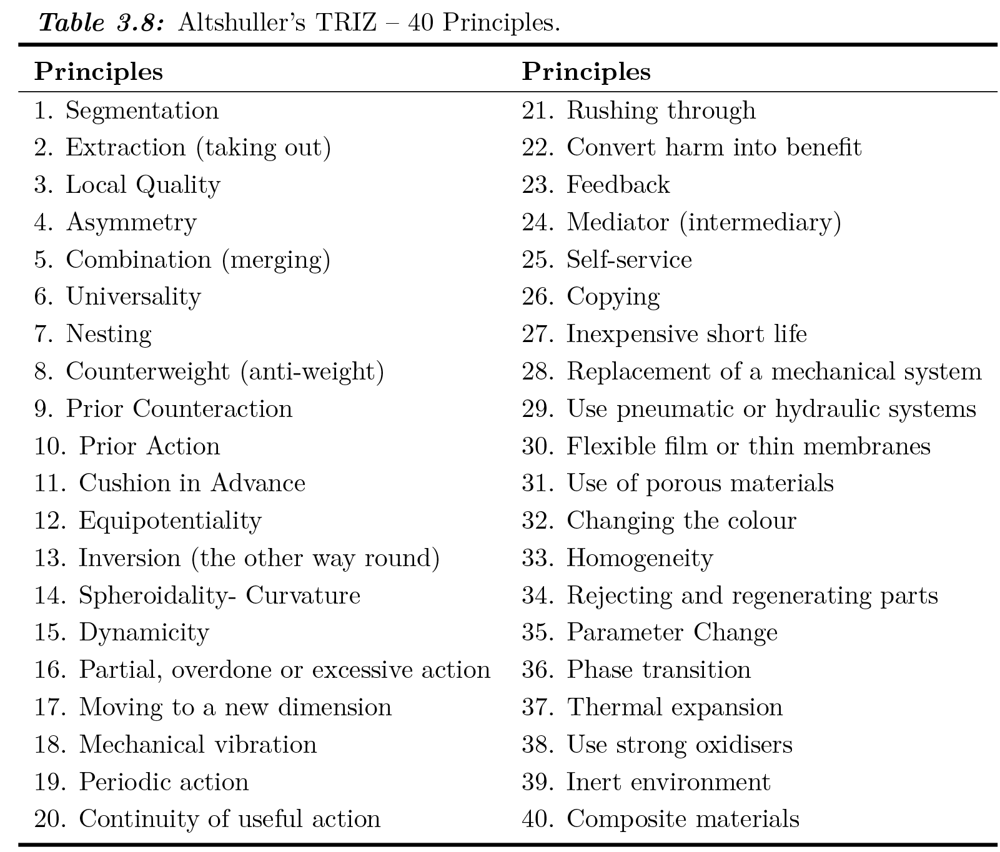 Table 3.8: Altshuller's TRIZ – 40 Principles.
Principles Principles
1. Segmentation 21. Rushing through
2. Extraction (taking out) 22. Convert harm into benefit
3. Local Quality 23. Feedback
4. Asymmetry 24. Mediator (intermediary)
5. Combination (merging) 25. Self-service
6. Universality 26. Copying
7. Nesting 27. Inexpensive short life
8. Counterweight (anti-weight) 28. Replacement of a mechanical system
9. Prior Counteraction 29. Use pneumatic or hydraulic systems
10. Prior Action 30. Flexible film or thin membranes
11. Cushion in Advance 31. Use of porous materials
12. Equipotentiality 32. Changing the colour
13. Inversion (the other way round) 33. Homogeneity
14. Spheroidality- Curvature 34. Rejecting and regenerating parts
15. Dynamicity 35. Parameter Change
16. Partial, overdone or excessive action 36. Phase transition
17. Moving to a new dimension 37. Thermal expansion
18. Mechanical vibration 38. Use strong oxidisers
19. Periodic action 39. Inert environment
20. Continuity of useful action 40. Composite materials